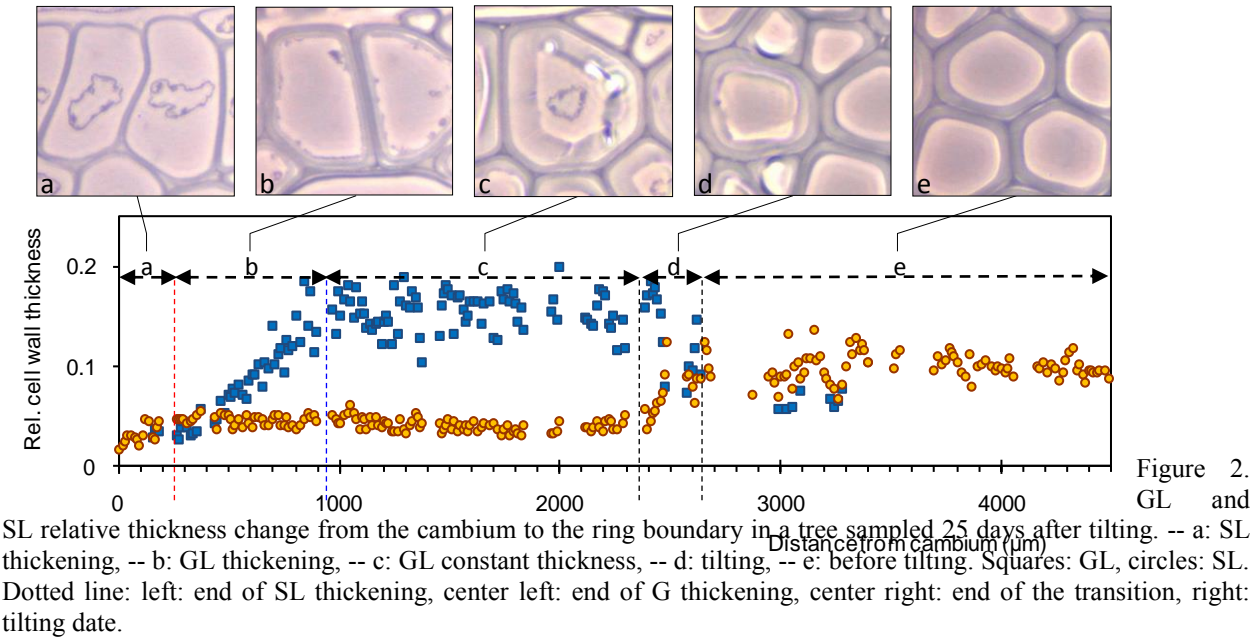 a
b
c
d
e
Rel. cell wall thickness
0.2
0.1
0
a
b
c
d
e
0
1000
2000
3000
4000
Distance from cambium (µm)
Figure 2.
GL and
SL relative thickness change from the cambium to the ring boundary in a tree sampled 25 days after tilting. -- a: SL
thickening, -- b: GL thickening, -- c: GL constant thickness, -- d: tilting, -- e: before tilting. Squares: GL, circles: SL.
Dotted line: left: end of SL thickening, center left: end of G thickening, center right: end of the transition, right:
tilting date.